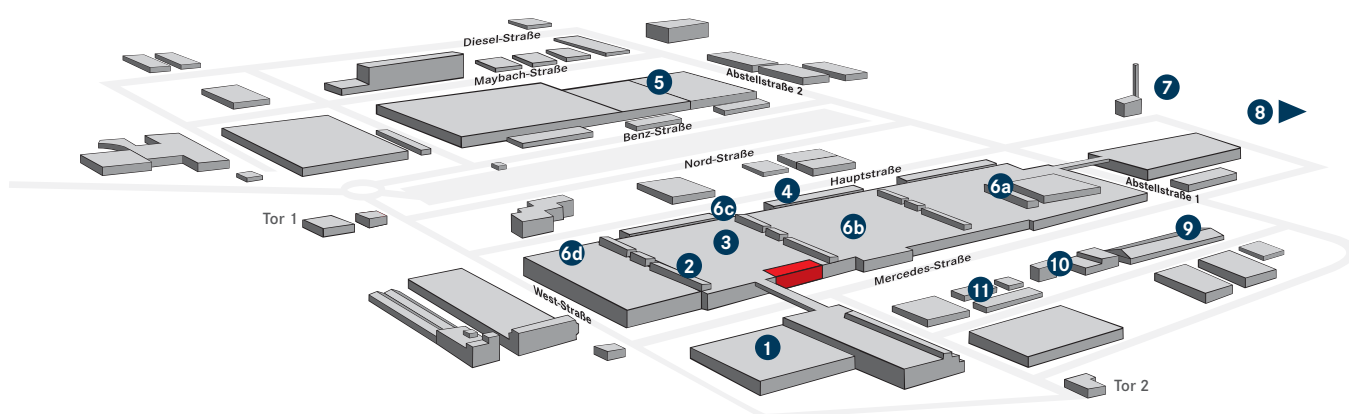 Diesel-Straße
Maybach-Straße
Abstellstraße 2
5
7
8
Benz-Straße
Nord-Straße
Hauptstraße
4
6a
Abstellstraße 1
Tor 1
6c
6b
3
6d
2
9
Mercedes-Straße
10
11
West-Straße
1
Tor 2